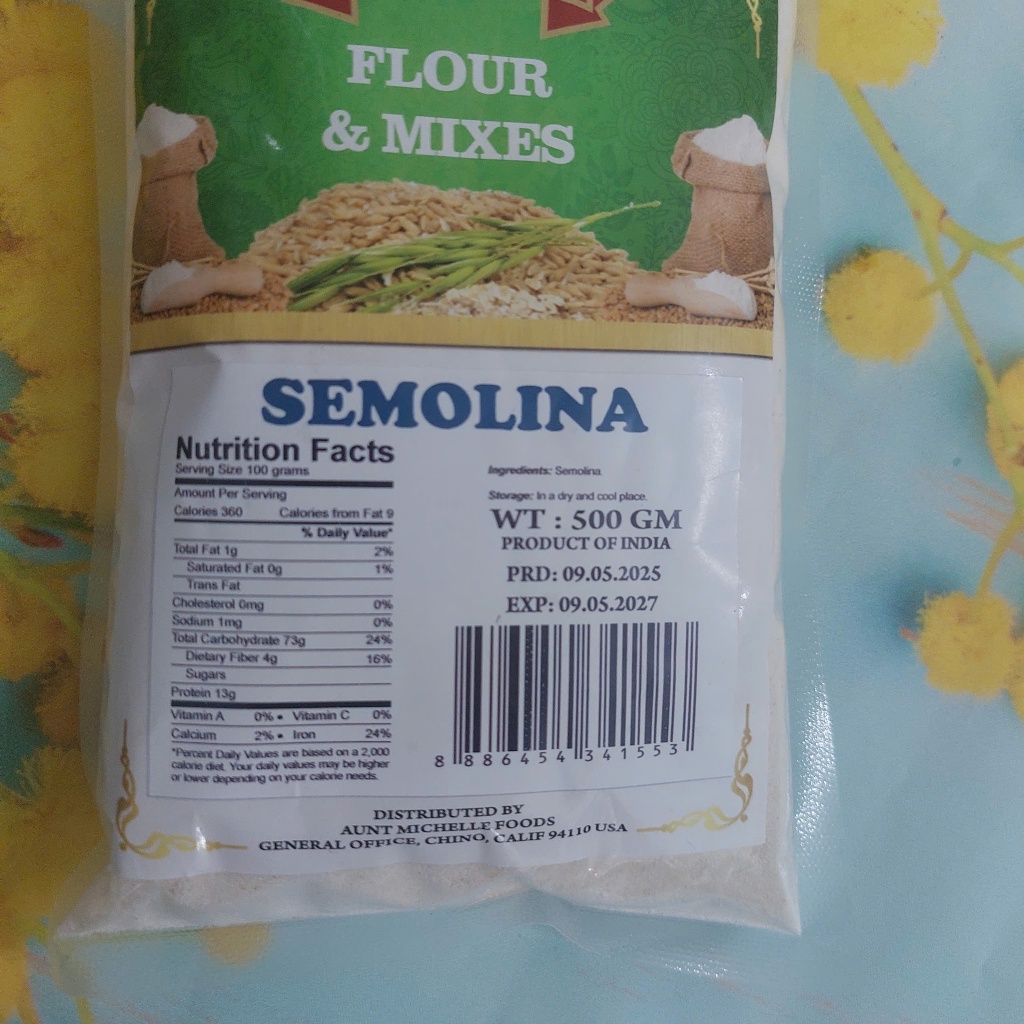 FLOUR
& MIXES
SEMOLINA
Nutrition Facts
Serving Size 100 grams
Amount Per Serving
Calories 360 Calories from Fat 9
% Daily Value*
Total Fat 1g 2%
Saturated Fat 0g 1%
Trans Fat
Cholesterol 0mg 0%
Sodium 1mg 0%
Total Carbohydrate 73g 24%
Dietary Fiber 4g 16%
Sugars
Protein 13g
Vitamin A 0% • Vitamin C 0%
Calcium 2% • Iron 24%
*Percent Daily Values are based on a 2,000
calorie diet. Your daily values may be higher
or lower depending on your calorie needs.
Ingredients: Semolina
Storage: In a dry and cool place.
WT : 500 GM
PRODUCT OF INDIA
PRD: 09.05.2025
EXP: 09.05.2027
8 886454 341553
DISTRIBUTED BY
AUNT MICHELLE FOODS
GENERAL OFFICE, CHINO, CALIF 94110 USA